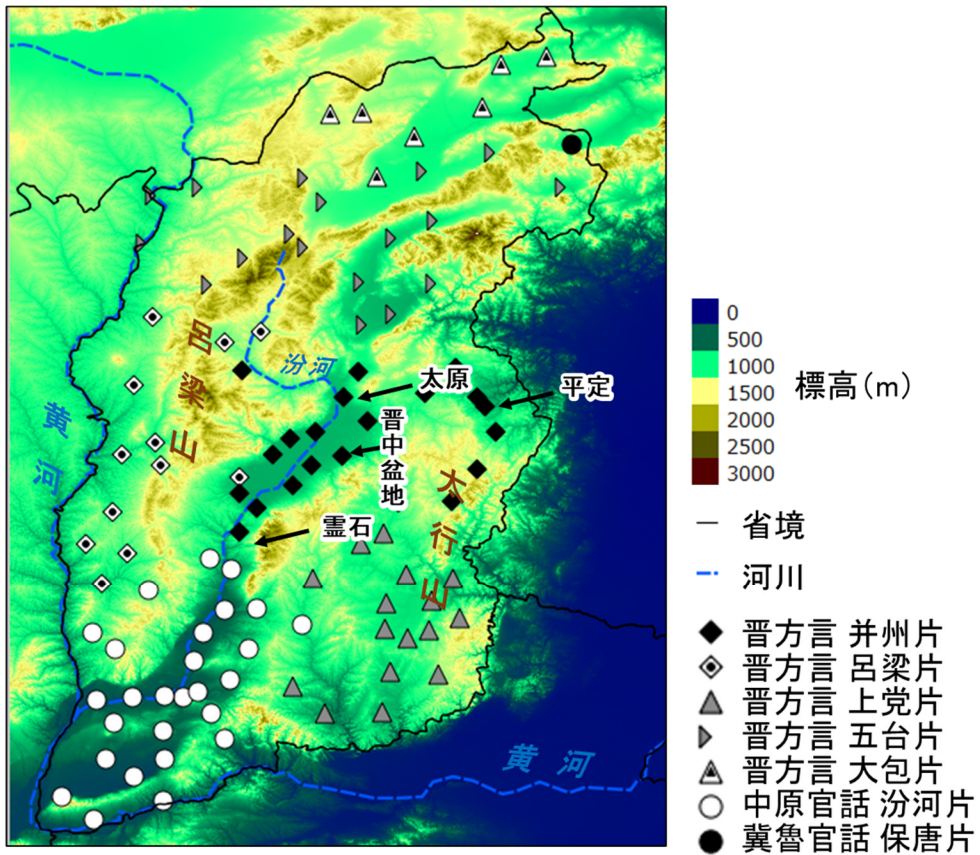 汾河
太原
平定
呂梁山
晋中盆地
黄河
太行山
霊石
黄河
0
500
1000
1500
2000
2500
3000
標高(m)
省境
河川
晋方言 并州片
晋方言 呂梁片
晋方言 上党片
晋方言 五台片
晋方言 大包片
中原官話 汾河片
冀魯官話 保唐片